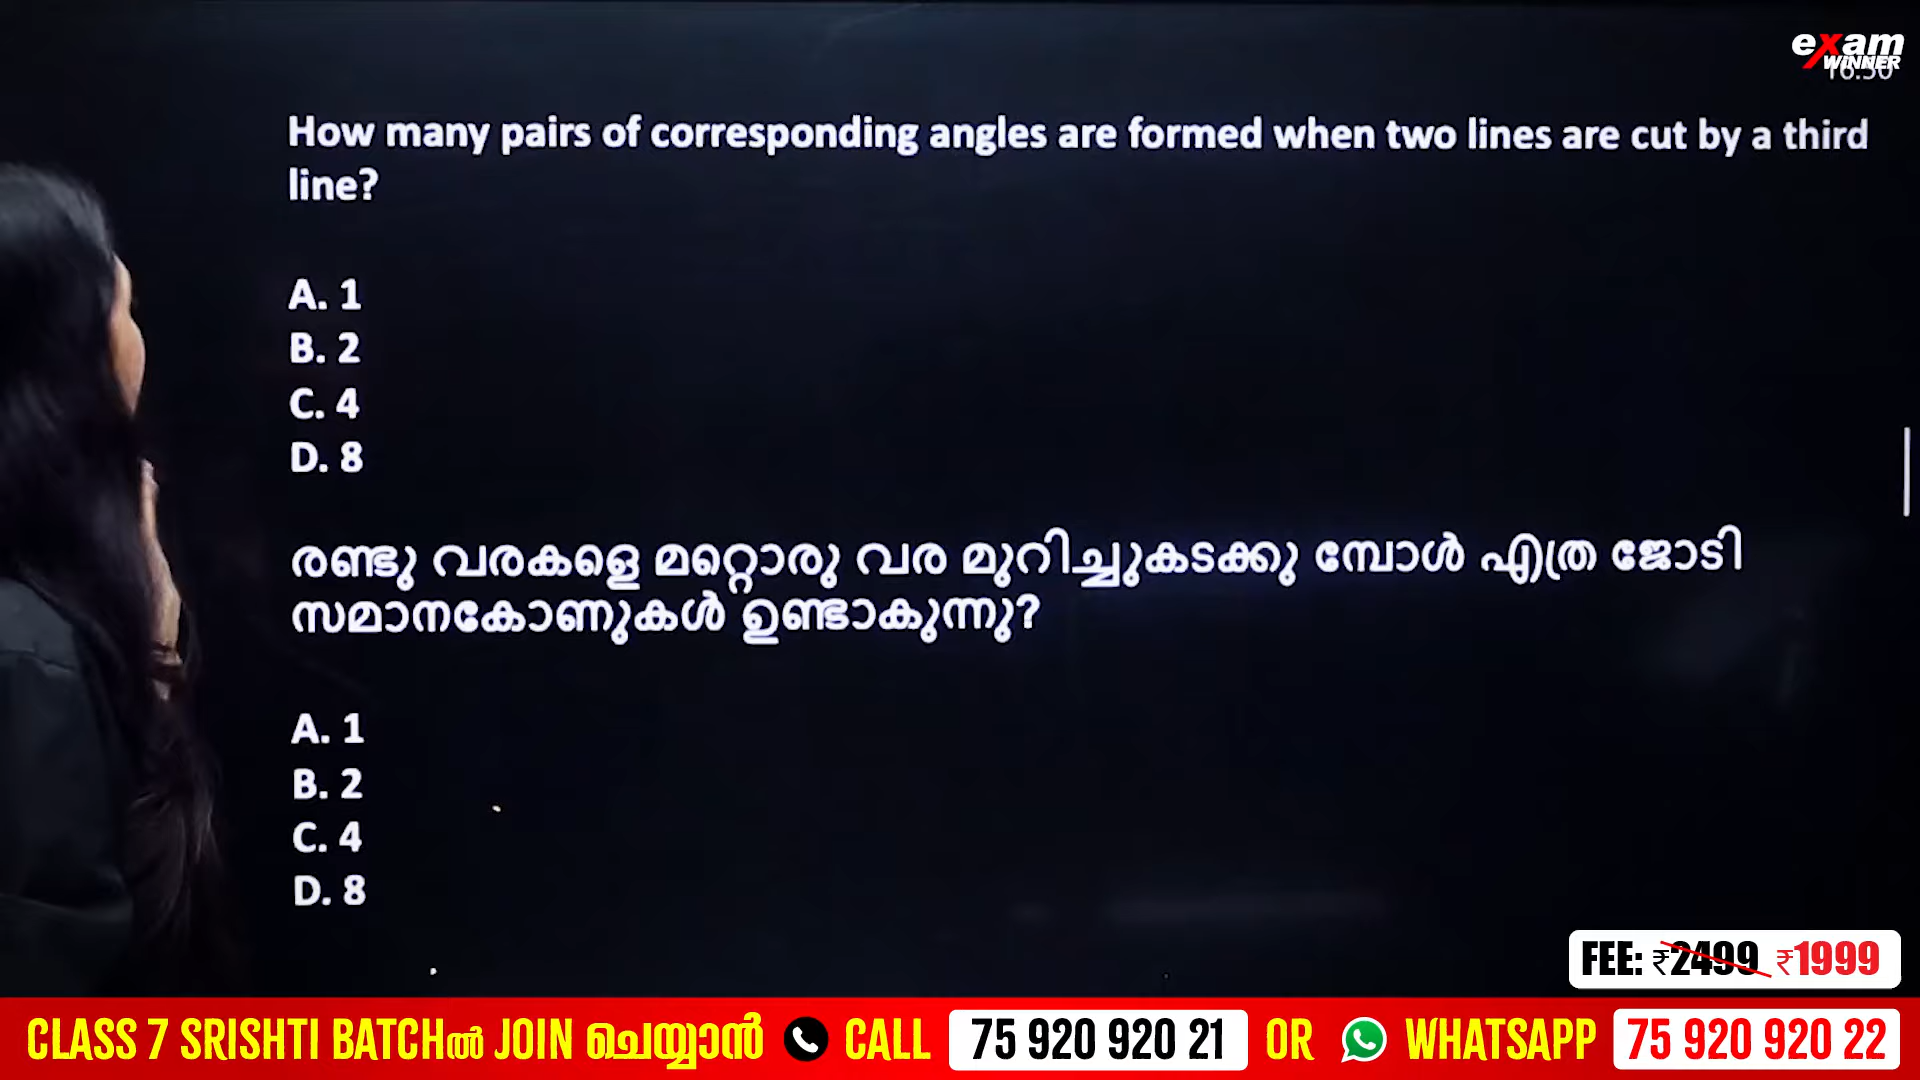 exam
WINNER
16:30
How many pairs of corresponding angles are formed when two lines are cut by a third
line?
A. 1
B. 2
C. 4
D. 8
രണ്ടു വരകളെ മറ്റൊരു വര മുറിച്ചുകടക്കു മ്പോൾ എത്ര ജോടി
സമാനകോണുകൾ ഉണ്ടാകുന്നു?
A. 1
B. 2
C. 4
D. 8
FEE: ₹2499 ₹1999
CLASS 7 SRISHTI BATCHൽ JOIN ചെയ്യാൻ CALL 75 920 920 21 OR WHATSAPP 75 920 920 22